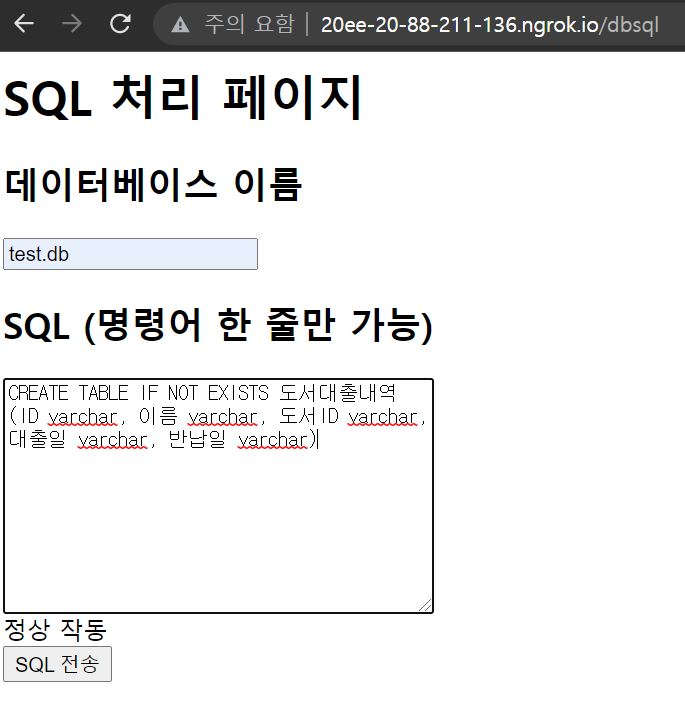 주의 요함 | 20ee-20-88-211-136.ngrok.io/dbsql
SQL 처리 페이지
데이터베이스 이름
test.db
SQL (명령어 한 줄만 가능)
CREATE TABLE IF NOT EXISTS 도서대출내역
(ID varchar, 이름 varchar, 도서ID varchar,
대출일 varchar, 반납일 varchar)
정상 작동
SQL 전송